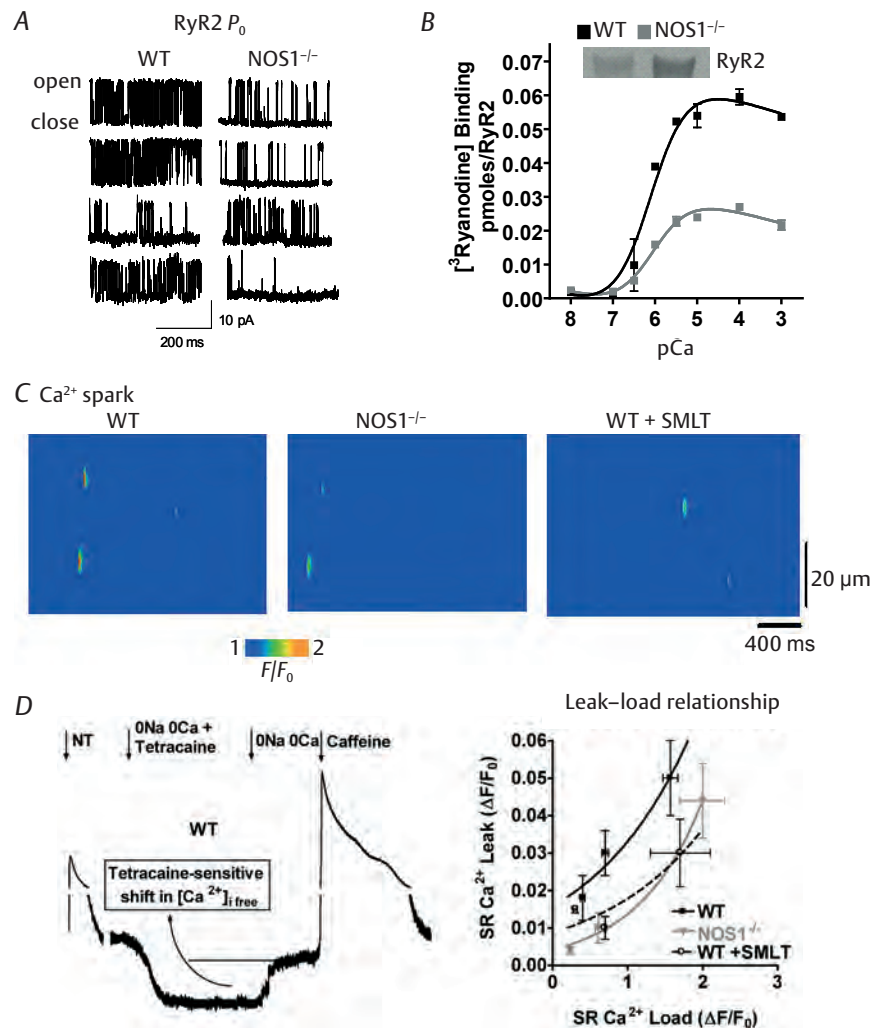 A
RyR2 P₀
WT
NOS1⁻/⁻
open
close
10 pA
200 ms
B
WT NOS1⁻/⁻
RyR2
[³Ryanodine] Binding
pmoles/RyR2
0.07
0.06
0.05
0.04
0.03
0.02
0.01
0.00
8 7 6 5 4 3
pCa
C Ca²⁺ spark
WT
NOS1⁻/⁻
WT + SMLT
20 µm
400 ms
1 2
F/F₀
D
NT
0Na 0Ca +
Tetracaine
0Na 0Ca
Caffeine
WT
Tetracaine-sensitive
shift in [Ca ²⁺]i free
Leak–load relationship
SR Ca²⁺ Leak (ΔF/F₀)
0.06
0.05
0.04
0.03
0.02
0.01
0.00
WT
NOS1⁻/⁻
WT +SMLT
0 1 2 3
SR Ca²⁺ Load (ΔF/F₀)